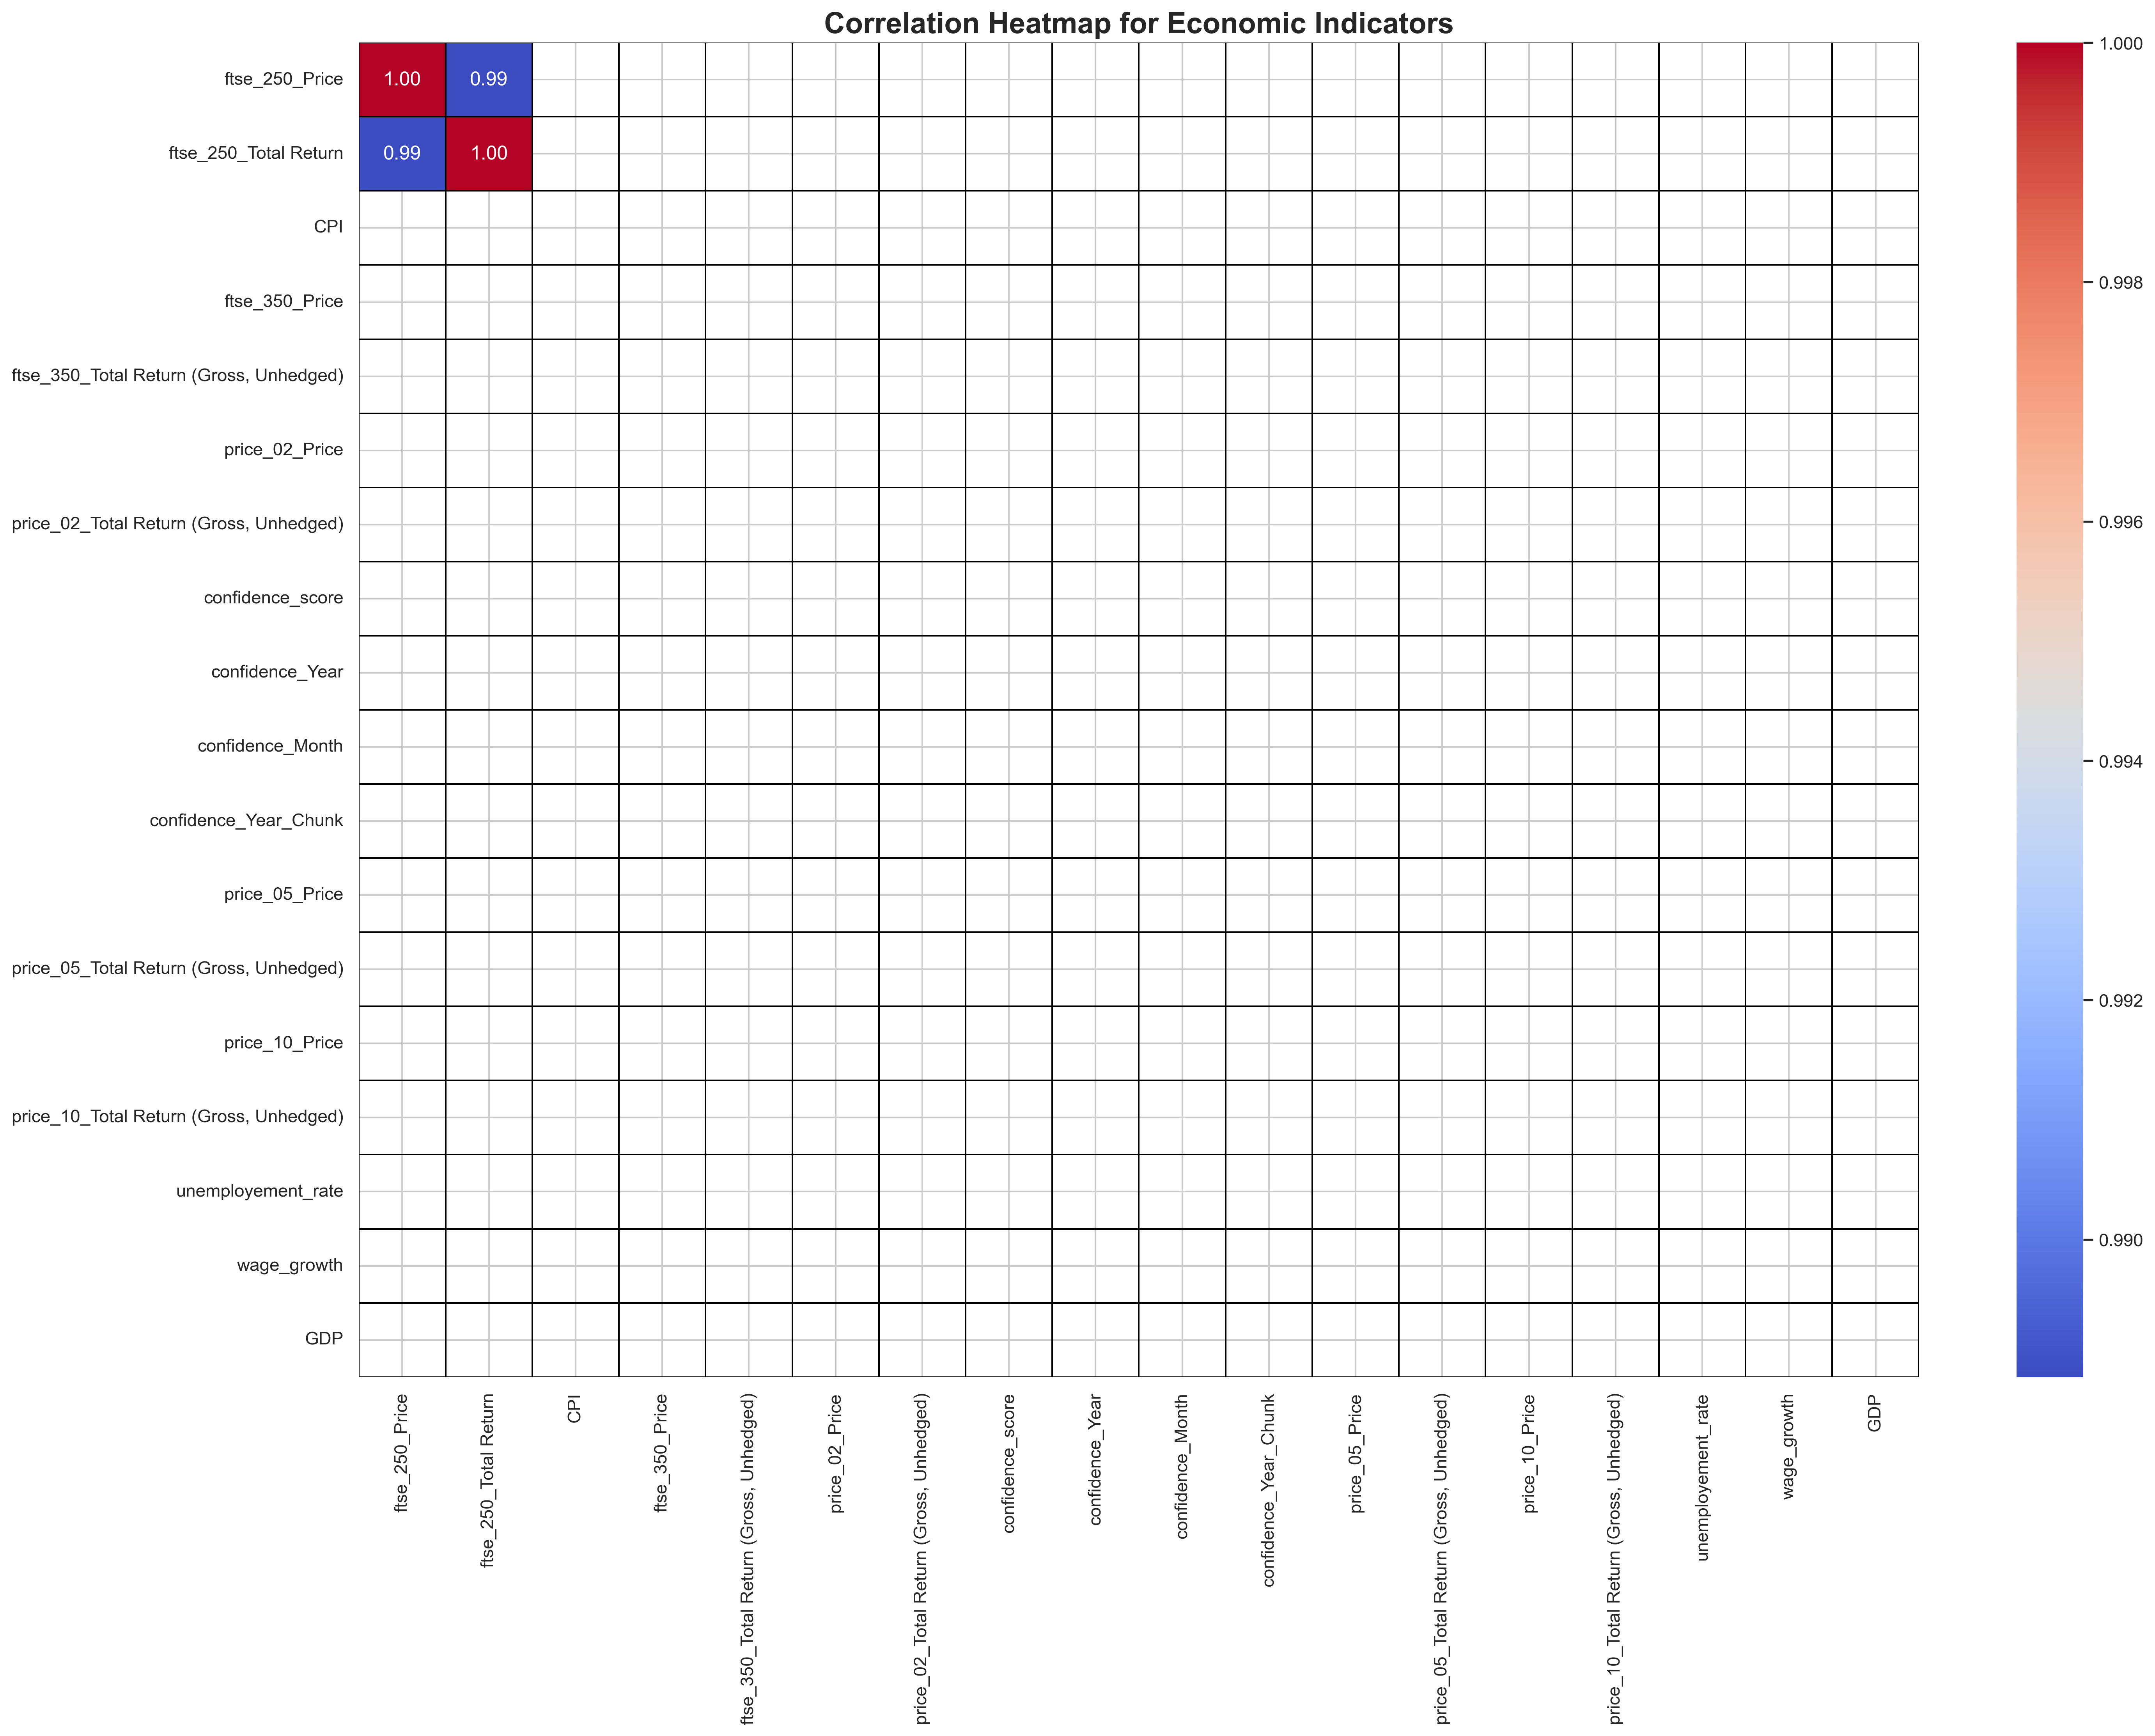 Correlation Heatmap for Economic Indicators
ftse_250_Price
1.00
0.99
ftse_250_Total Return
0.99
1.00
CPI
ftse_350_Price
ftse_350_Total Return (Gross, Unhedged)
price_02_Price
price_02_Total Return (Gross, Unhedged)
confidence_score
confidence_Year
confidence_Month
confidence_Year_Chunk
price_05_Price
price_05_Total Return (Gross, Unhedged)
price_10_Price
price_10_Total Return (Gross, Unhedged)
unemployement_rate
wage_growth
GDP
ftse_250_Price
ftse_250_Total Return
CPI
ftse_350_Price
ftse_350_Total Return (Gross, Unhedged)
price_02_Price
price_02_Total Return (Gross, Unhedged)
confidence_score
confidence_Year
confidence_Month
confidence_Year_Chunk
price_05_Price
price_05_Total Return (Gross, Unhedged)
price_10_Price
price_10_Total Return (Gross, Unhedged)
unemployement_rate
wage_growth
GDP
1.000
0.998
0.996
0.994
0.992
0.990